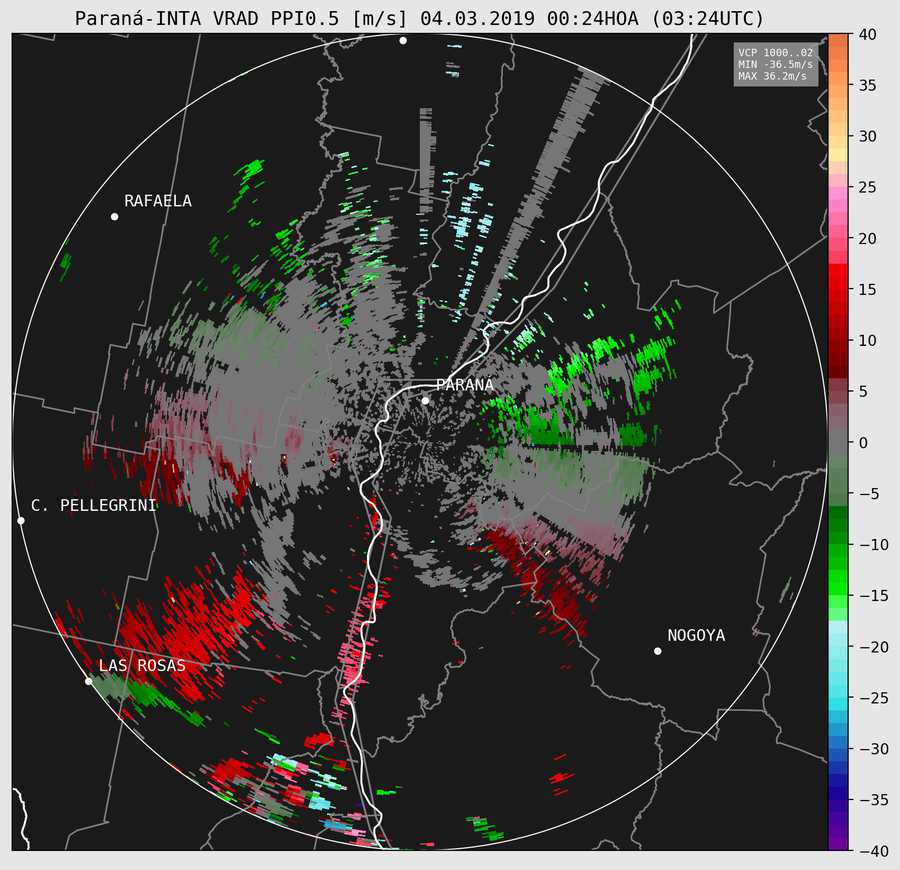 Paraná-INTA VRAD PPI0.5 [m/s] 04.03.2019 00:24HOA (03:24UTC)
VCP 1000..02
MIN -36.5m/s
MAX 36.2m/s
RAFAELA
PARANÁ
C. PELLEGRINI
NOGOYA
LAS ROSAS
40
35
30
25
20
15
10
5
0
−5
−10
−15
−20
−25
−30
−35
−40